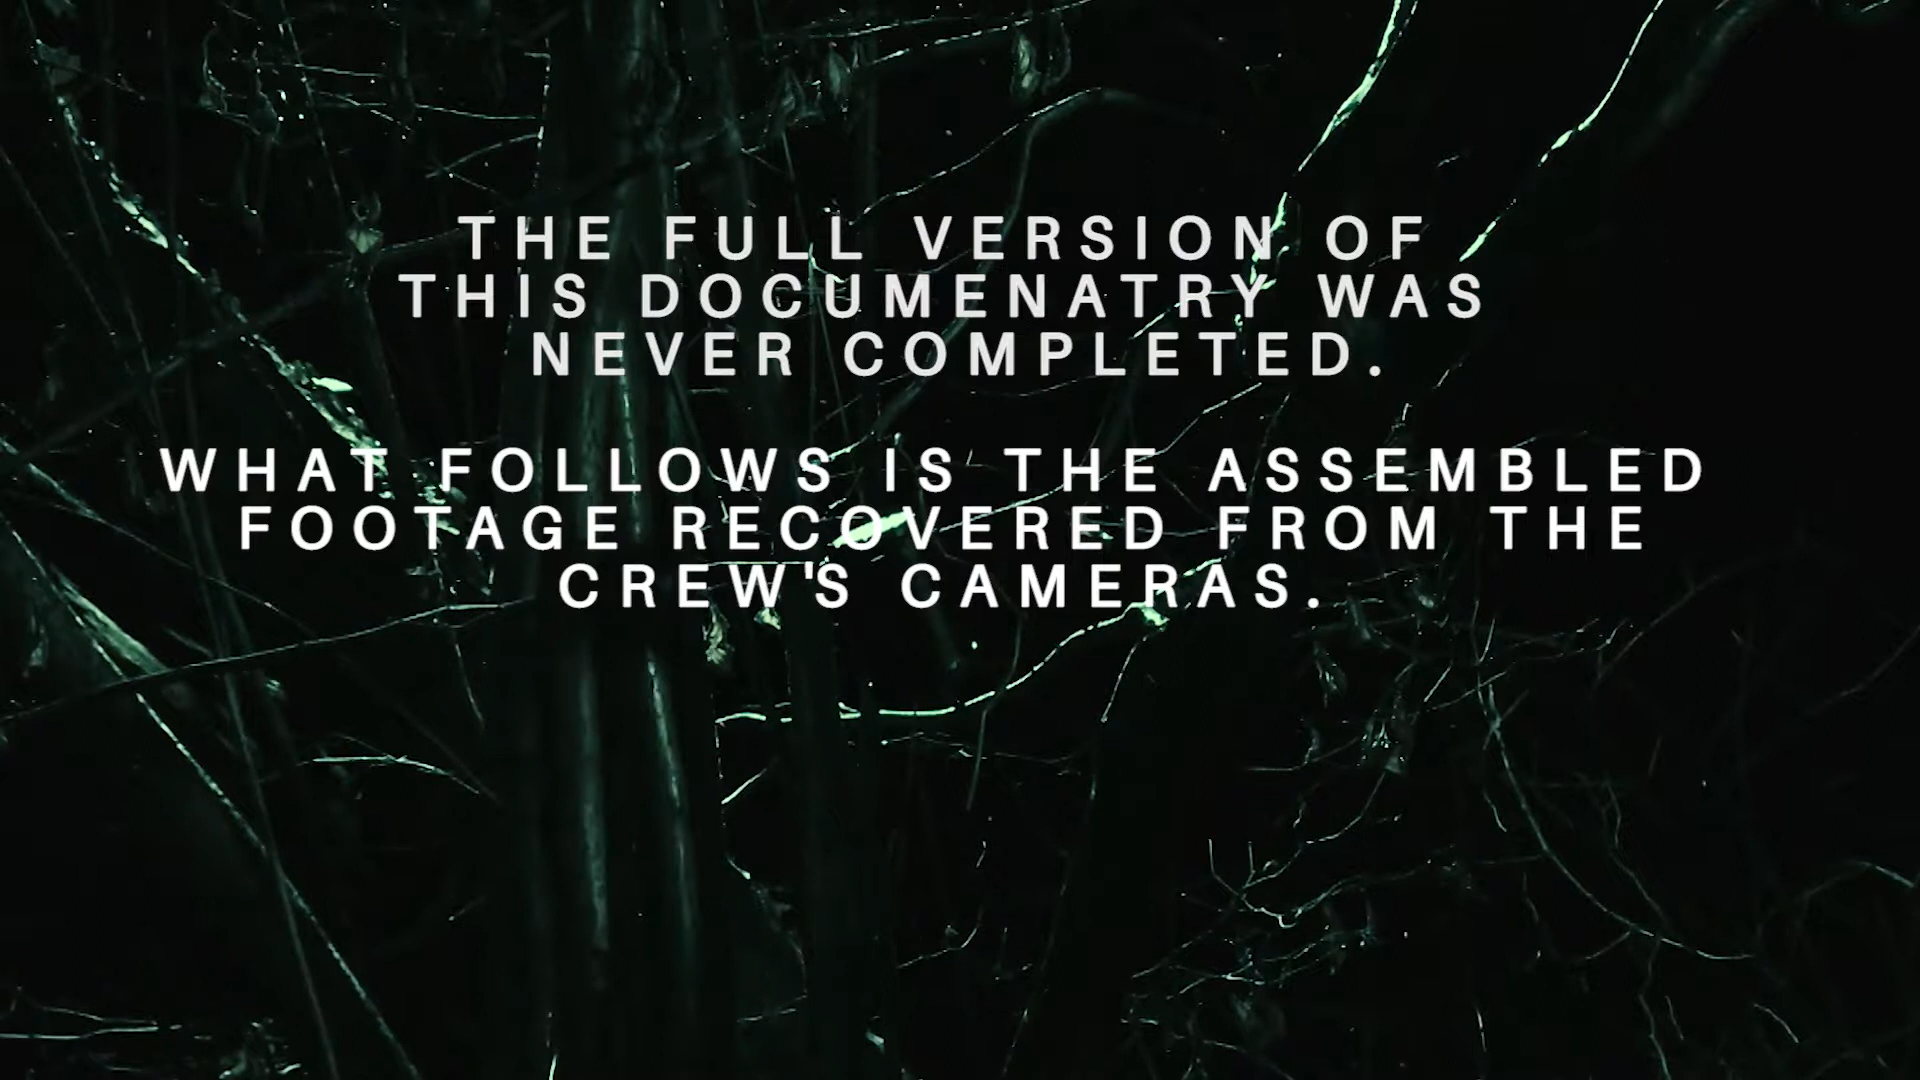 THE FULL VERSION OF
THIS DOCUMENATRY WAS
NEVER COMPLETED.
WHAT FOLLOWS IS THE ASSEMBLED
FOOTAGE RECOVERED FROM THE
CREW'S CAMERAS.